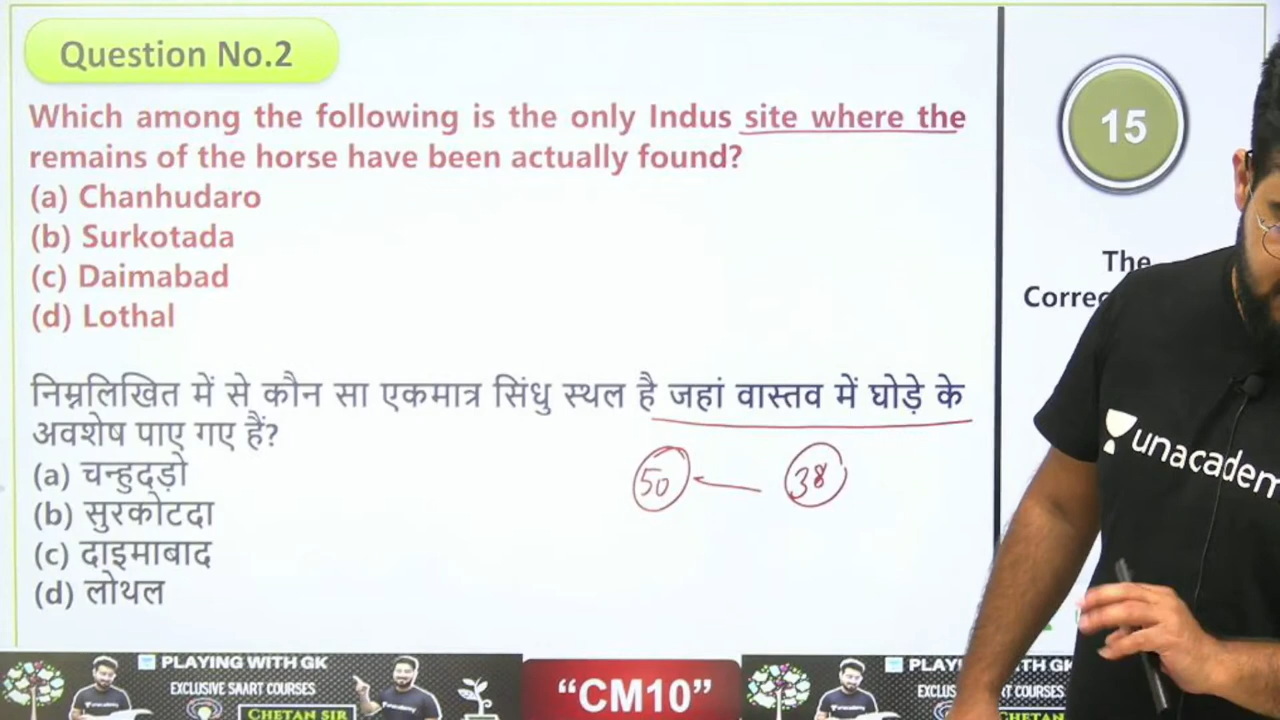 Question No.2
Which among the following is the only Indus site where the
remains of the horse have been actually found?
(a) Chanhudaro
(b) Surkotada
(c) Daimabad
(d) Lothal
निम्नलिखित में से कौन सा एकमात्र सिंधु स्थल है जहां वास्तव में घोड़े के
अवशेष पाए गए हैं?
(a) चन्हुदड़ो
(b) सुरकोटदा
(c) दाइमाबाद
(d) लोथल
50 38
15
The
unacadem
PLAYING WITH GK
EXCLUSIVE SAART COURSES
unacademy
CHETAN SIR
"CM10"